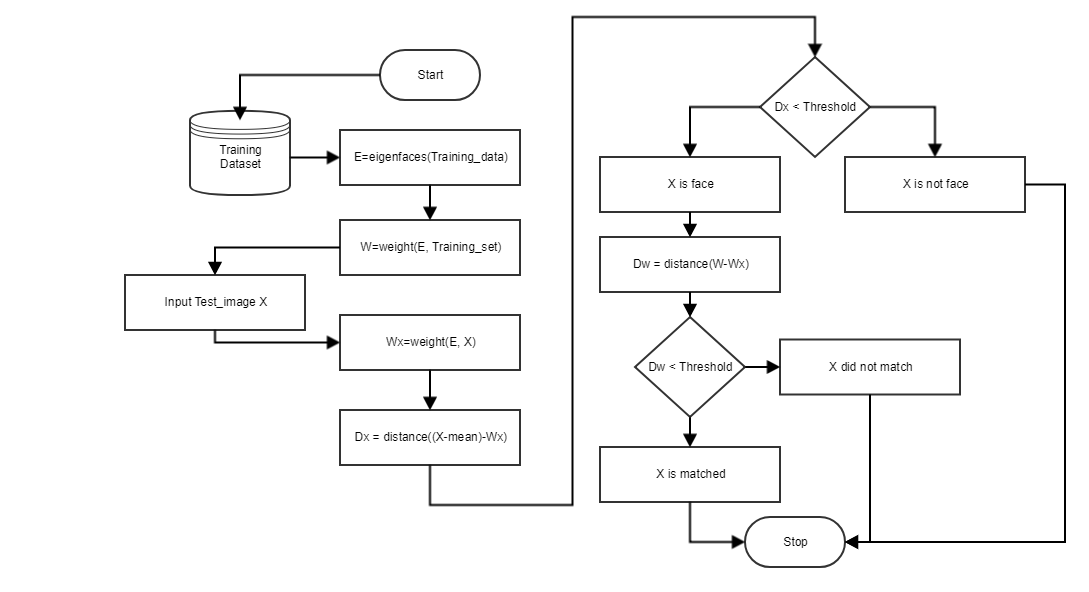 Start
Training
Dataset
E=eigenfaces(Training_data)
W=weight(E, Training_set)
Input Test_image X
Wx=weight(E, X)
Dx = distance((X-mean)-Wx)
Dx < Threshold
X is face
X is not face
Dw = distance(W-Wx)
Dw < Threshold
X did not match
X is matched
Stop